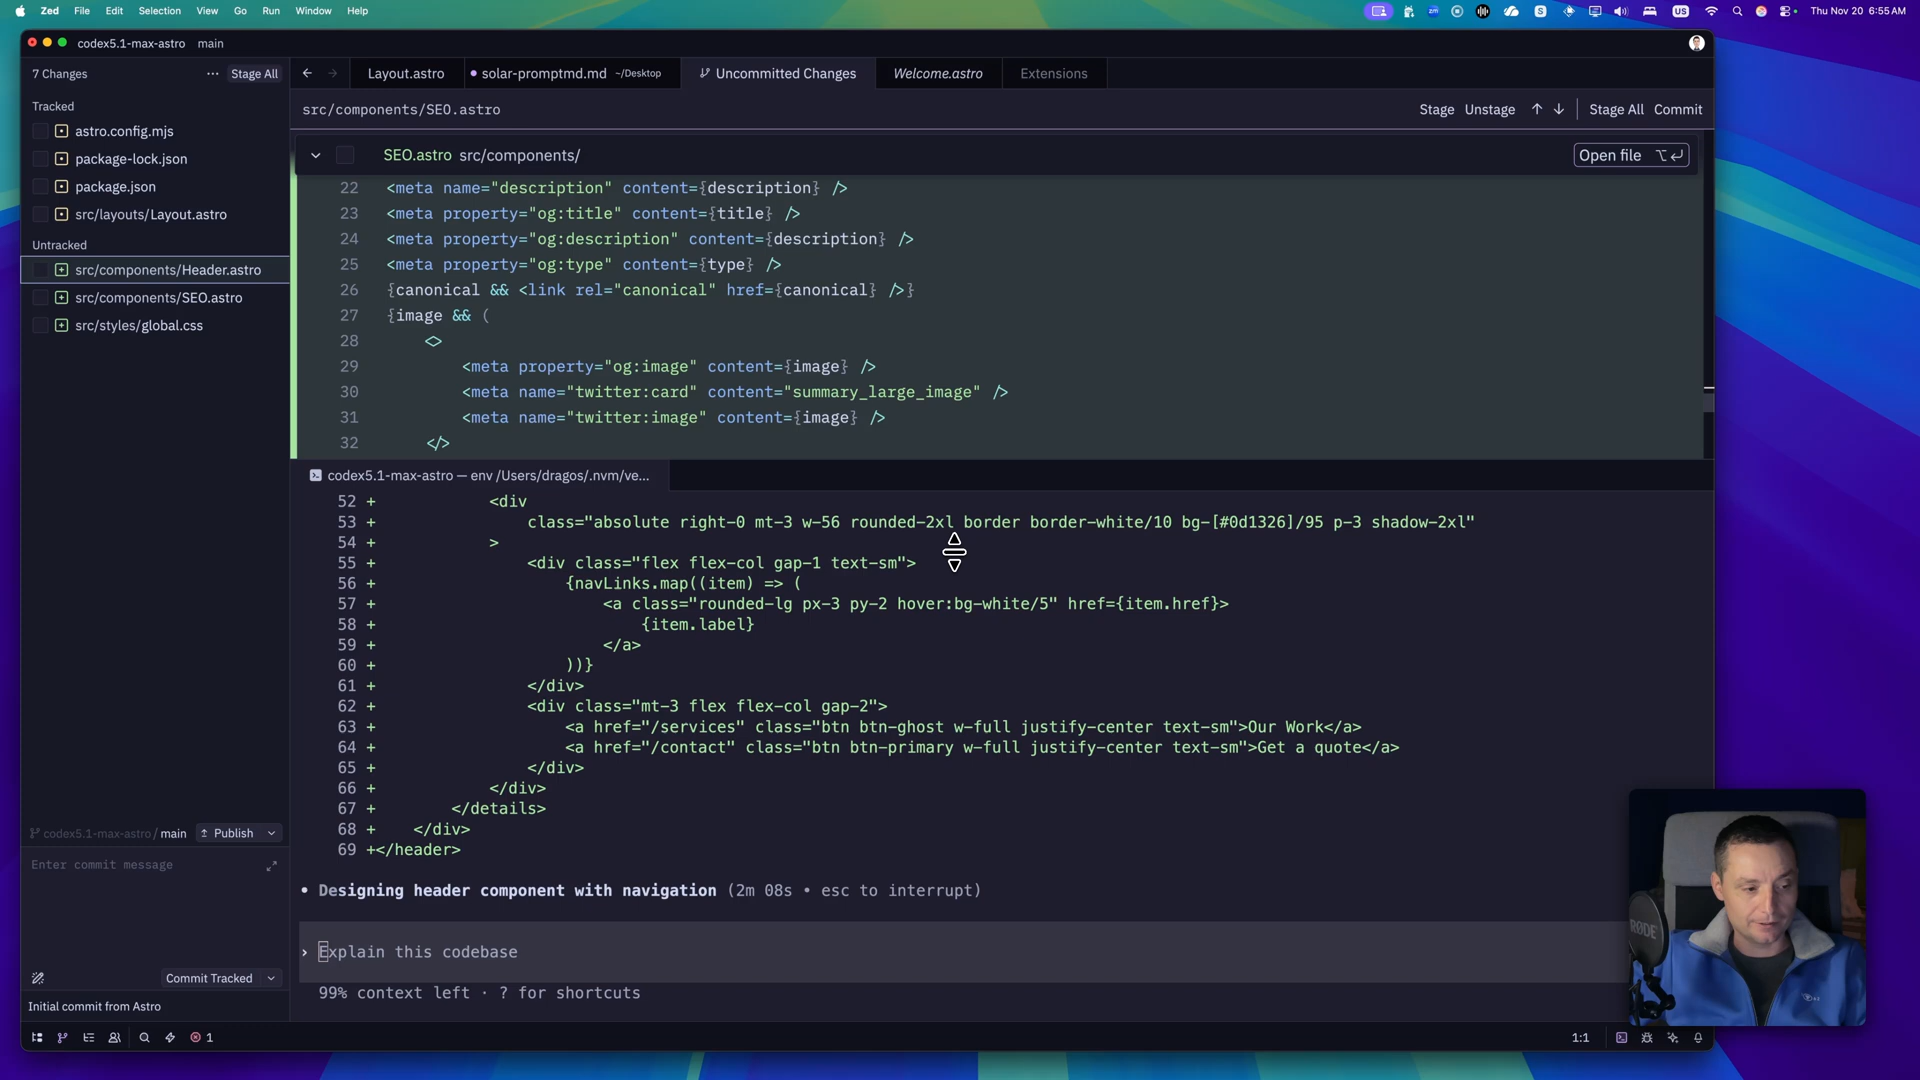 Zed File Edit Selection View Go Run Window Help
zm S US Thu Nov 20 6:55 AM
codex5.1-max-astro main
7 Changes ··· Stage All
Layout.astro
solar-promptmd.md ~/Desktop
Uncommitted Changes
Welcome.astro
Extensions
Tracked
astro.config.mjs
package-lock.json
package.json
src/layouts/Layout.astro
Untracked
src/components/Header.astro
src/components/SEO.astro
src/styles/global.css
src/components/SEO.astro
Stage Unstage ↑ ↓ Stage All Commit
SEO.astro src/components/
Open file ⌥↵
22 <meta name="description" content={description} />
23 <meta property="og:title" content={title} />
24 <meta property="og:description" content={description} />
25 <meta property="og:type" content={type} />
26 {canonical && <link rel="canonical" href={canonical} />}
27 {image && (
28 <>
29 <meta property="og:image" content={image} />
30 <meta name="twitter:card" content="summary_large_image" />
31 <meta name="twitter:image" content={image} />
32 </>
codex5.1-max-astro — env /Users/dragos/.nvm/ve...
52 + <div
53 class="absolute right-0 mt-3 w-56 rounded-2xl border border-white/10 bg-[#0d1326]/95 p-3 shadow-2xl"
54 + >
55 + <div class="flex flex-col gap-1 text-sm">
56 + {navLinks.map((item) => (
57 + <a class="rounded-lg px-3 py-2 hover:bg-white/5" href={item.href}>
58 + {item.label}
59 + </a>
60 + ))}
61 + </div>
62 + <div class="mt-3 flex flex-col gap-2">
63 + <a href="/services" class="btn btn-ghost w-full justify-center text-sm">Our Work</a>
64 + <a href="/contact" class="btn btn-primary w-full justify-center text-sm">Get a quote</a>
65 + </div>
66 + </div>
67 + </details>
68 + </div>
69 +</header>
• Designing header component with navigation (2m 08s • esc to interrupt)
› Explain this codebase
99% context left · ? for shortcuts
codex5.1-max-astro / main Publish
Enter commit message
Commit Tracked
Initial commit from Astro
1
1:1
RØDE